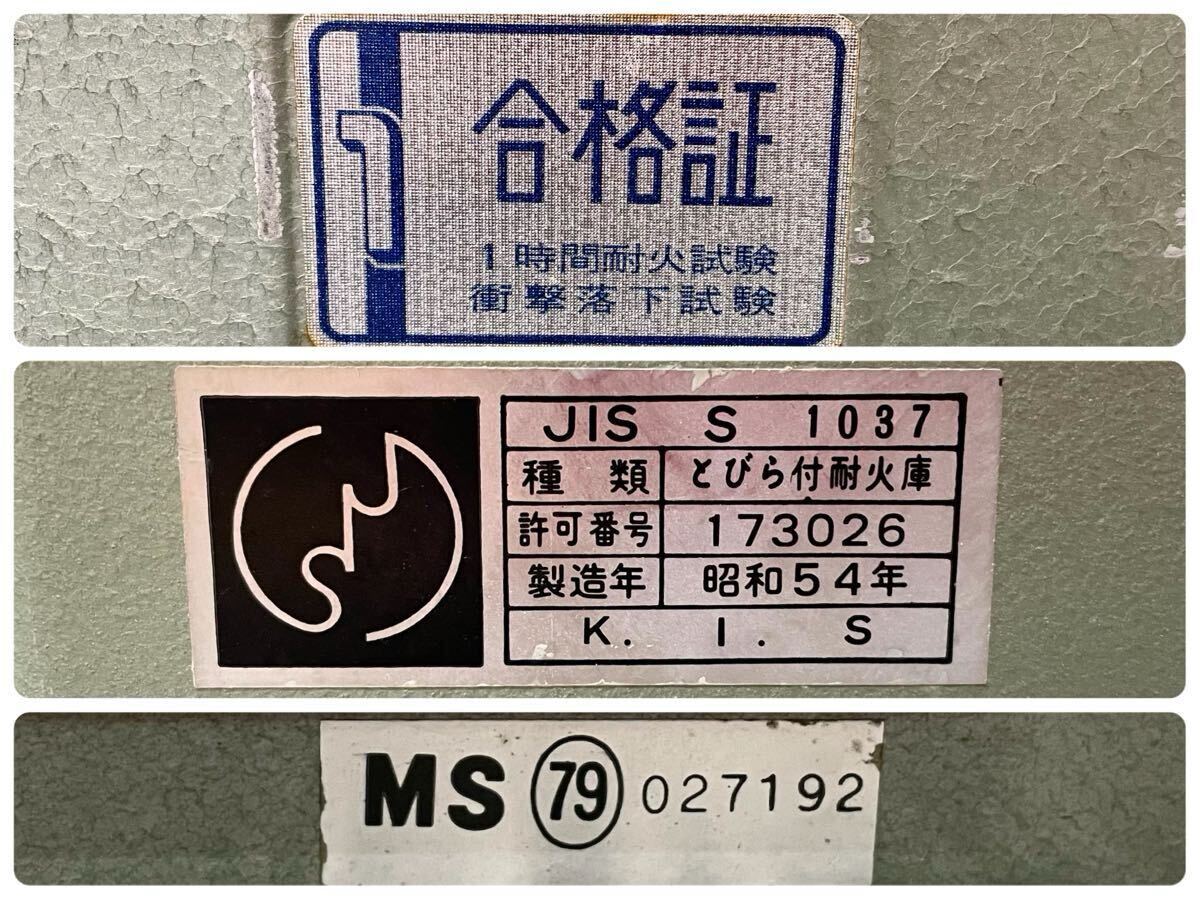 1 合格証
1時間耐火試験
衝撃落下試験
JIS S 1037
種類 とびら付耐火庫
許可番号 173026
製造年 昭和54年
K. I. S
MS 79 027192